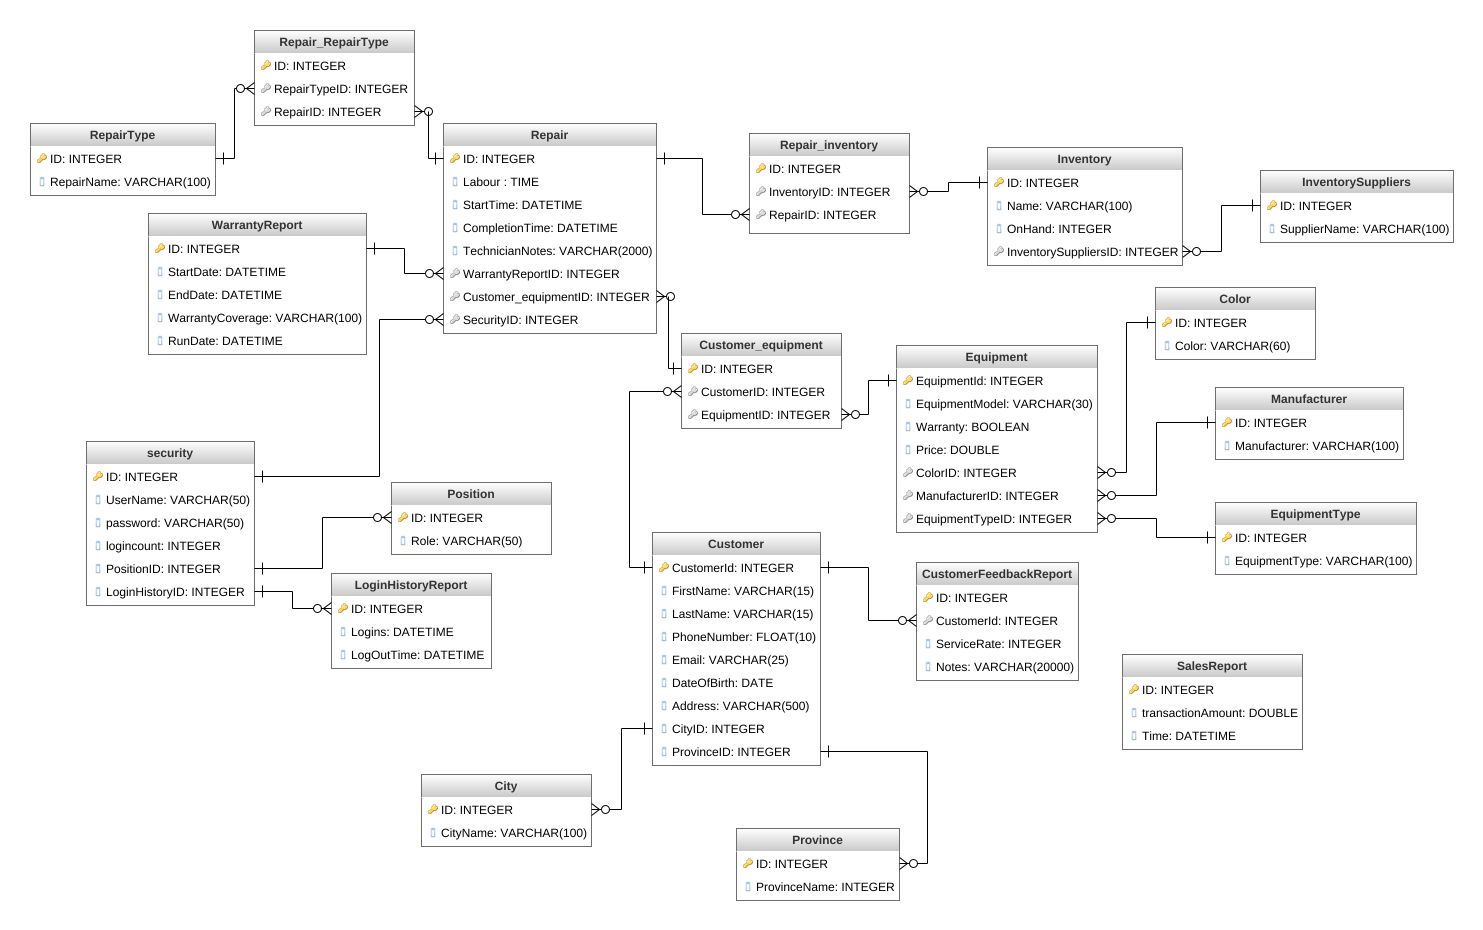 Repair_RepairType
ID: INTEGER
RepairTypeID: INTEGER
RepairID: INTEGER
RepairType
ID: INTEGER
RepairName: VARCHAR(100)
Repair
ID: INTEGER
Labour : TIME
StartTime: DATETIME
CompletionTime: DATETIME
TechnicianNotes: VARCHAR(2000)
WarrantyReportID: INTEGER
Customer_equipmentID: INTEGER
SecurityID: INTEGER
Repair_inventory
ID: INTEGER
InventoryID: INTEGER
RepairID: INTEGER
Inventory
ID: INTEGER
Name: VARCHAR(100)
OnHand: INTEGER
InventorySuppliersID: INTEGER
InventorySuppliers
ID: INTEGER
SupplierName: VARCHAR(100)
WarrantyReport
ID: INTEGER
StartDate: DATETIME
EndDate: DATETIME
WarrantyCoverage: VARCHAR(100)
RunDate: DATETIME
Color
ID: INTEGER
Color: VARCHAR(60)
Customer_equipment
ID: INTEGER
CustomerID: INTEGER
EquipmentID: INTEGER
Equipment
EquipmentId: INTEGER
EquipmentModel: VARCHAR(30)
Warranty: BOOLEAN
Price: DOUBLE
ColorID: INTEGER
ManufacturerID: INTEGER
EquipmentTypeID: INTEGER
Manufacturer
ID: INTEGER
Manufacturer: VARCHAR(100)
security
ID: INTEGER
UserName: VARCHAR(50)
password: VARCHAR(50)
logincount: INTEGER
PositionID: INTEGER
LoginHistoryID: INTEGER
Position
ID: INTEGER
Role: VARCHAR(50)
EquipmentType
ID: INTEGER
EquipmentType: VARCHAR(100)
LoginHistoryReport
ID: INTEGER
Logins: DATETIME
LogOutTime: DATETIME
Customer
CustomerId: INTEGER
FirstName: VARCHAR(15)
LastName: VARCHAR(15)
PhoneNumber: FLOAT(10)
Email: VARCHAR(25)
DateOfBirth: DATE
Address: VARCHAR(500)
CityID: INTEGER
ProvinceID: INTEGER
CustomerFeedbackReport
ID: INTEGER
CustomerId: INTEGER
ServiceRate: INTEGER
Notes: VARCHAR(20000)
SalesReport
ID: INTEGER
transactionAmount: DOUBLE
Time: DATETIME
City
ID: INTEGER
CityName: VARCHAR(100)
Province
ID: INTEGER
ProvinceName: INTEGER